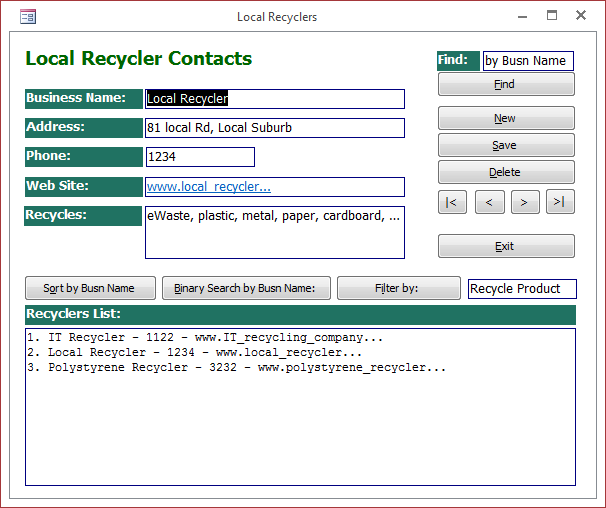 Local Recyclers
Local Recycler Contacts
Find: by Busn Name
Find
Business Name: Local Recycler
New
Address: 81 local Rd, Local Suburb
Save
Phone: 1234
Delete
Web Site: www.local_recycler...
|< < > >|
Recycles: eWaste, plastic, metal, paper, cardboard, ...
Exit
Sort by Busn Name Binary Search by Busn Name: Filter by: Recycle Product
Recyclers List:
1. IT Recycler - 1122 - www.IT_recycling_company...
2. Local Recycler - 1234 - www.local_recycler...
3. Polystyrene Recycler - 3232 - www.polystyrene_recycler...